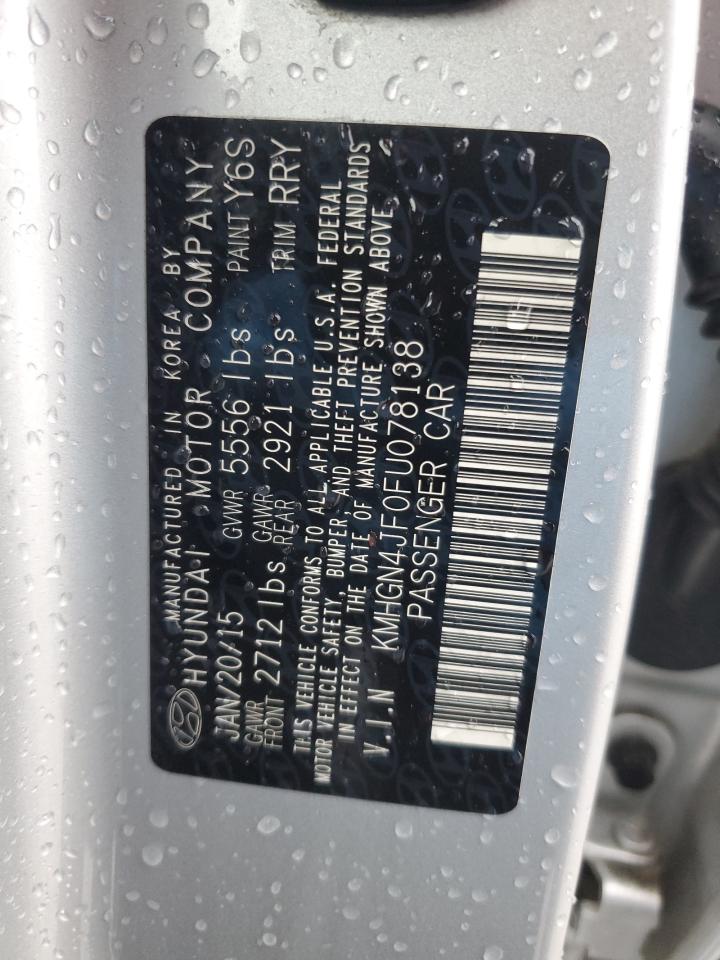 MANUFACTURED IN KOREA BY
HYUNDAI MOTOR COMPANY
JAN/20/15 GVWR 5556 lbs PAINT Y6S
GAWR FRONT 2712 lbs GAWR REAR 2921 lbs TRIM RRY
THIS VEHICLE CONFORMS TO ALL APPLICABLE U.S.A. FEDERAL
MOTOR VEHICLE SAFETY, BUMPER, AND THEFT PREVENTION STANDARDS
IN EFFECT ON THE DATE OF MANUFACTURE SHOWN ABOVE.
V.I.N KMHGN4JF0FU078138
PASSENGER CAR